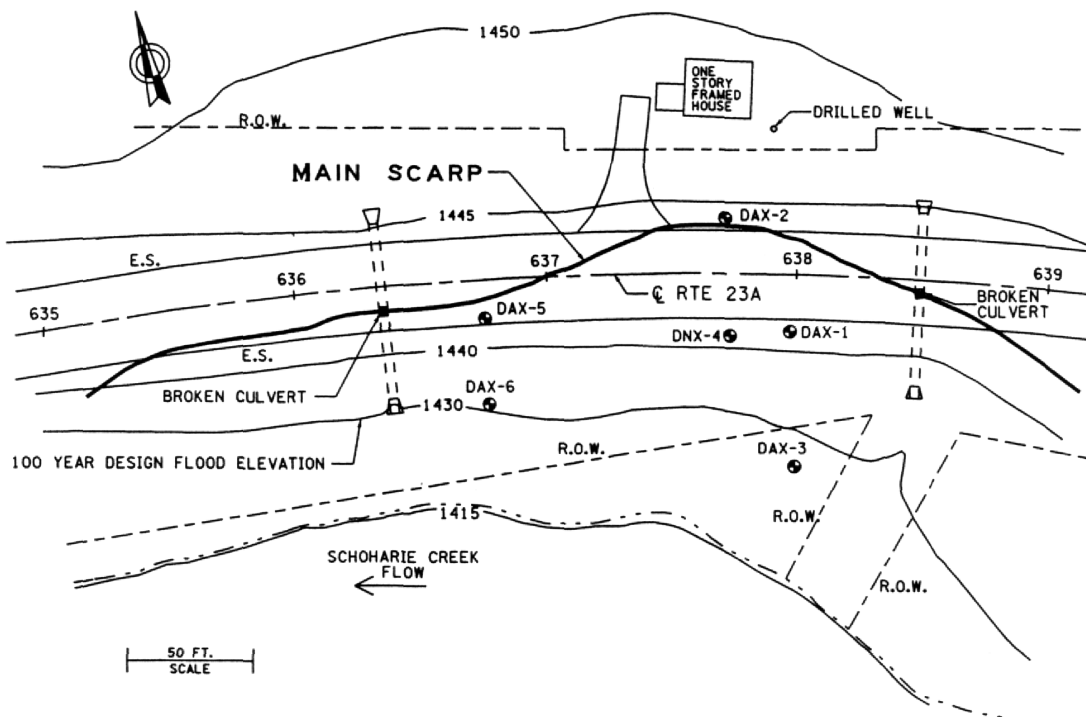 1450
ONE
STORY
FRAMED
HOUSE
R.O.W.
DRILLED WELL
MAIN SCARP
1445
DAX-2
E.S.
637
638
636
639
635
℄ RTE 23A
BROKEN
CULVERT
DAX-5
DNX-4
DAX-1
E.S.
1440
BROKEN CULVERT
DAX-6
1430
100 YEAR DESIGN FLOOD ELEVATION
R.O.W.
DAX-3
1415
R.O.W.
SCHOHARIE CREEK
FLOW
R.O.W.
50 FT.
SCALE